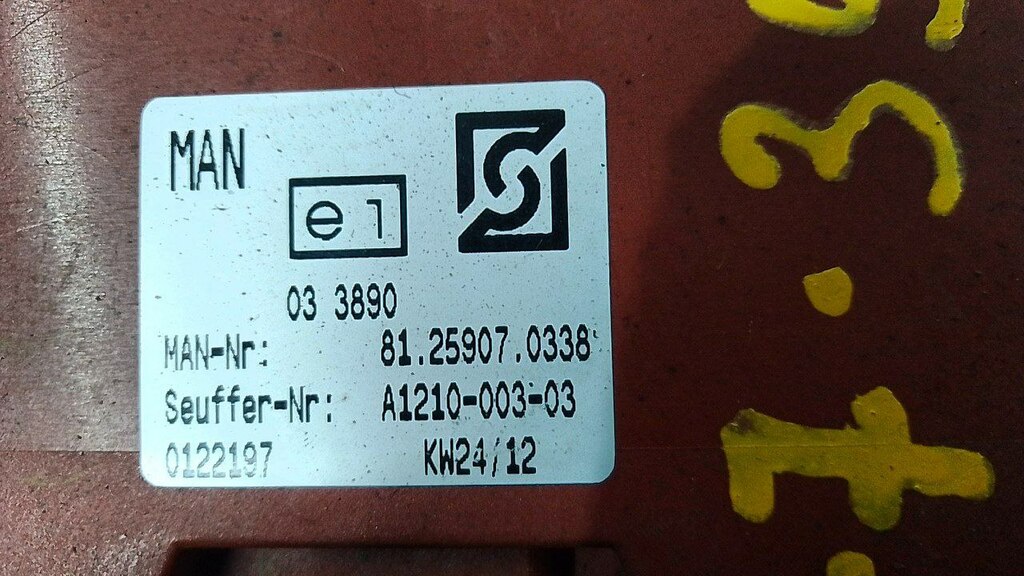 MAN
e1
03 3890
MAN-Nr: 81.25907.0338
Seuffer-Nr: A1210-003-03
0122197 KW24/12